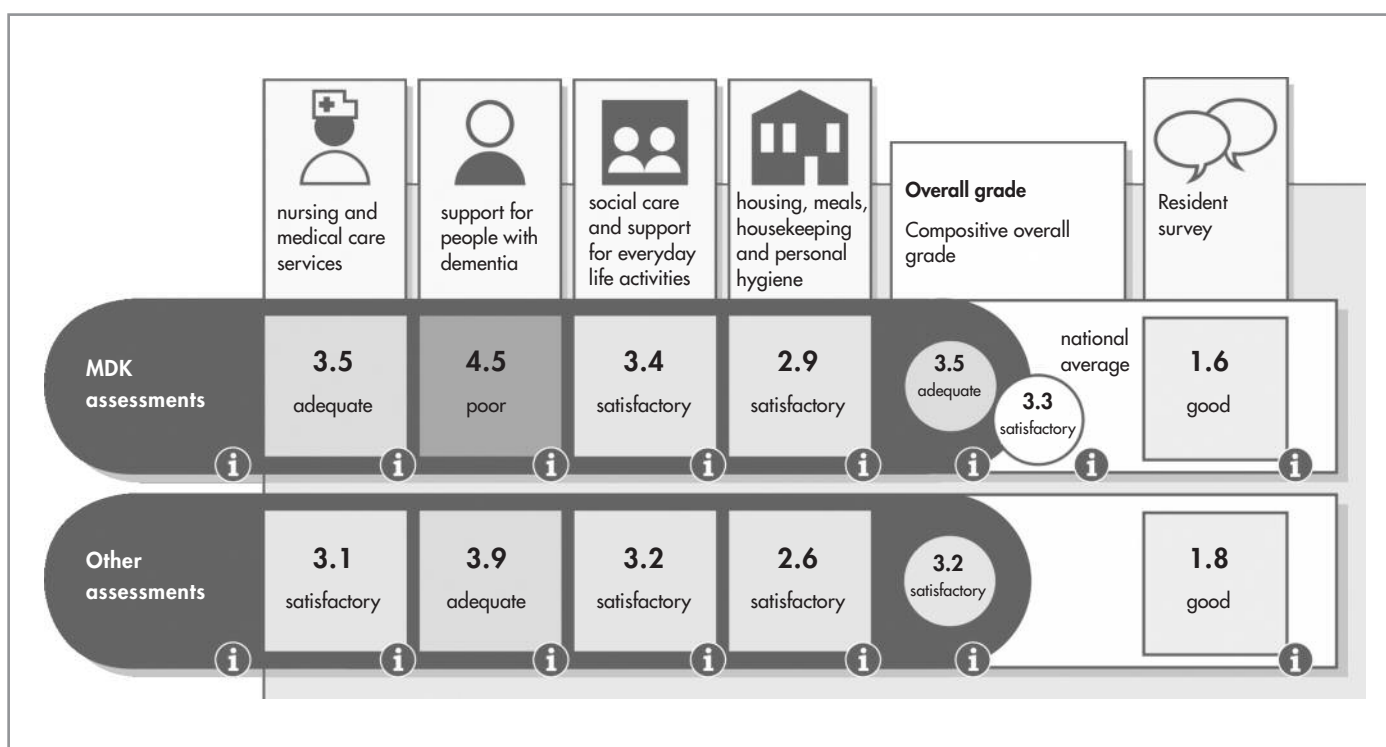 nursing and
medical care
services
support for
people with
dementia
social care
and support
for everyday
life activities
housing, meals,
housekeeping
and personal
hygiene
Overall grade
Compositive overall
grade
Resident
survey
MDK
assessments
3.5
adequate
4.5
poor
3.4
satisfactory
2.9
satisfactory
3.5
adequate
national
average
3.3
satisfactory
1.6
good
i i i i i i i i
Other
assessments
3.1
satisfactory
3.9
adequate
3.2
satisfactory
2.6
satisfactory
3.2
satisfactory
1.8
good
i i i i i i i